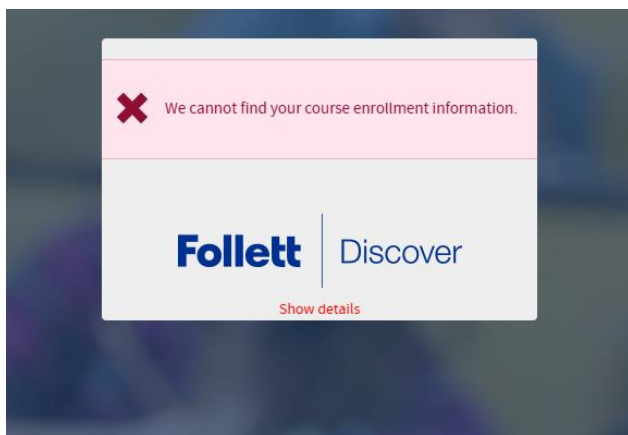 We cannot find your course enrollment information.
Follett | Discover
Show details